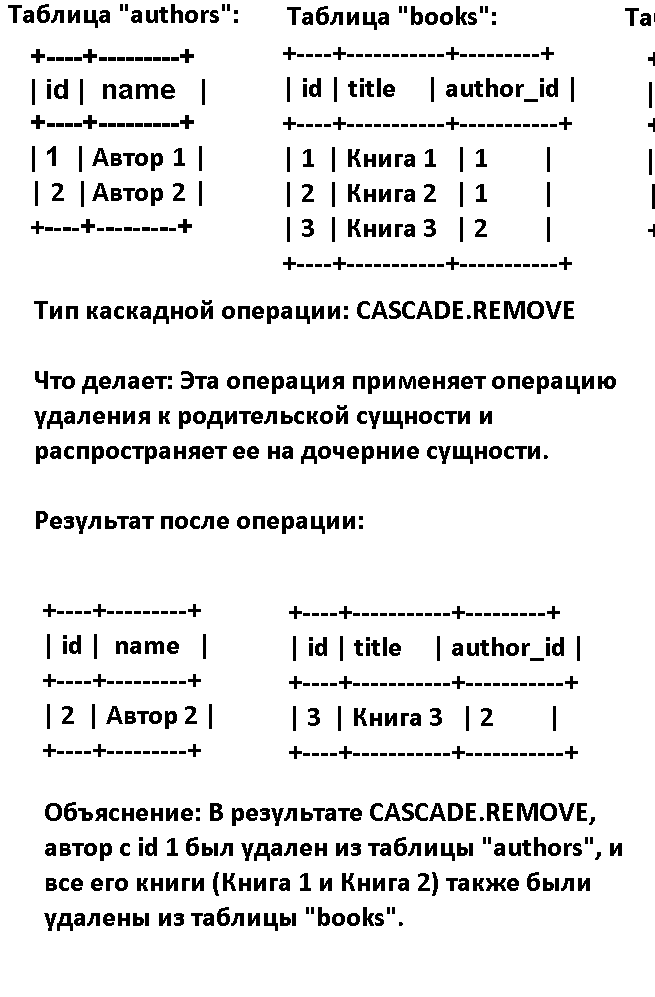 Таблица "authors": Таблица "books": Та
+----+---------+ +----+-----------+---------+ +
| id | name | | id | title | author_id | |
+----+---------+ +----+-----------+-----------+ +
| 1 | Автор 1 | | 1 | Книга 1 | 1 | |
| 2 | Автор 2 | | 2 | Книга 2 | 1 | |
+----+---------+ | 3 | Книга 3 | 2 | +
+----+-----------+-----------+
Тип каскадной операции: CASCADE.REMOVE
Что делает: Эта операция применяет операцию
удаления к родительской сущности и
распространяет ее на дочерние сущности.
Результат после операции:
+----+---------+ +----+-----------+---------+
| id | name | | id | title | author_id |
+----+---------+ +----+-----------+-----------+
| 2 | Автор 2 | | 3 | Книга 3 | 2 |
+----+---------+ +----+-----------+-----------+
Объяснение: В результате CASCADE.REMOVE,
автор с id 1 был удален из таблицы "authors", и
все его книги (Книга 1 и Книга 2) также были
удалены из таблицы "books".